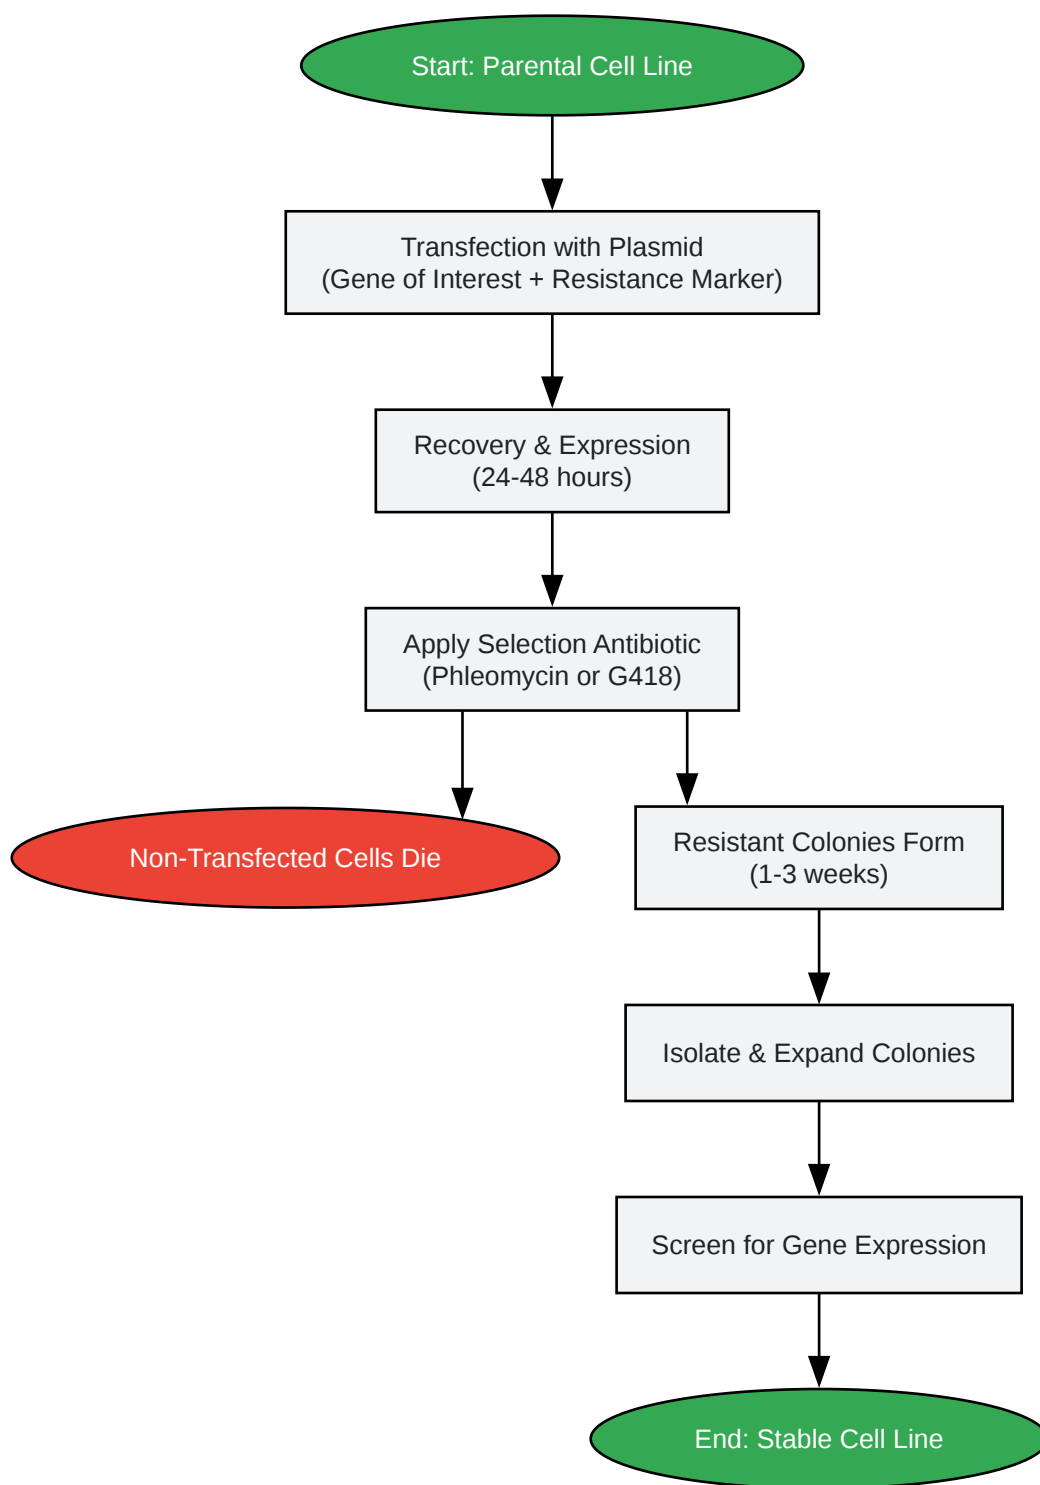 Start: Parental Cell Line
Transfection with Plasmid
(Gene of Interest + Resistance Marker)
Recovery & Expression
(24-48 hours)
Apply Selection Antibiotic
(Phleomycin or G418)
Non-Transfected Cells Die
Resistant Colonies Form
(1-3 weeks)
Isolate & Expand Colonies
Screen for Gene Expression
End: Stable Cell Line